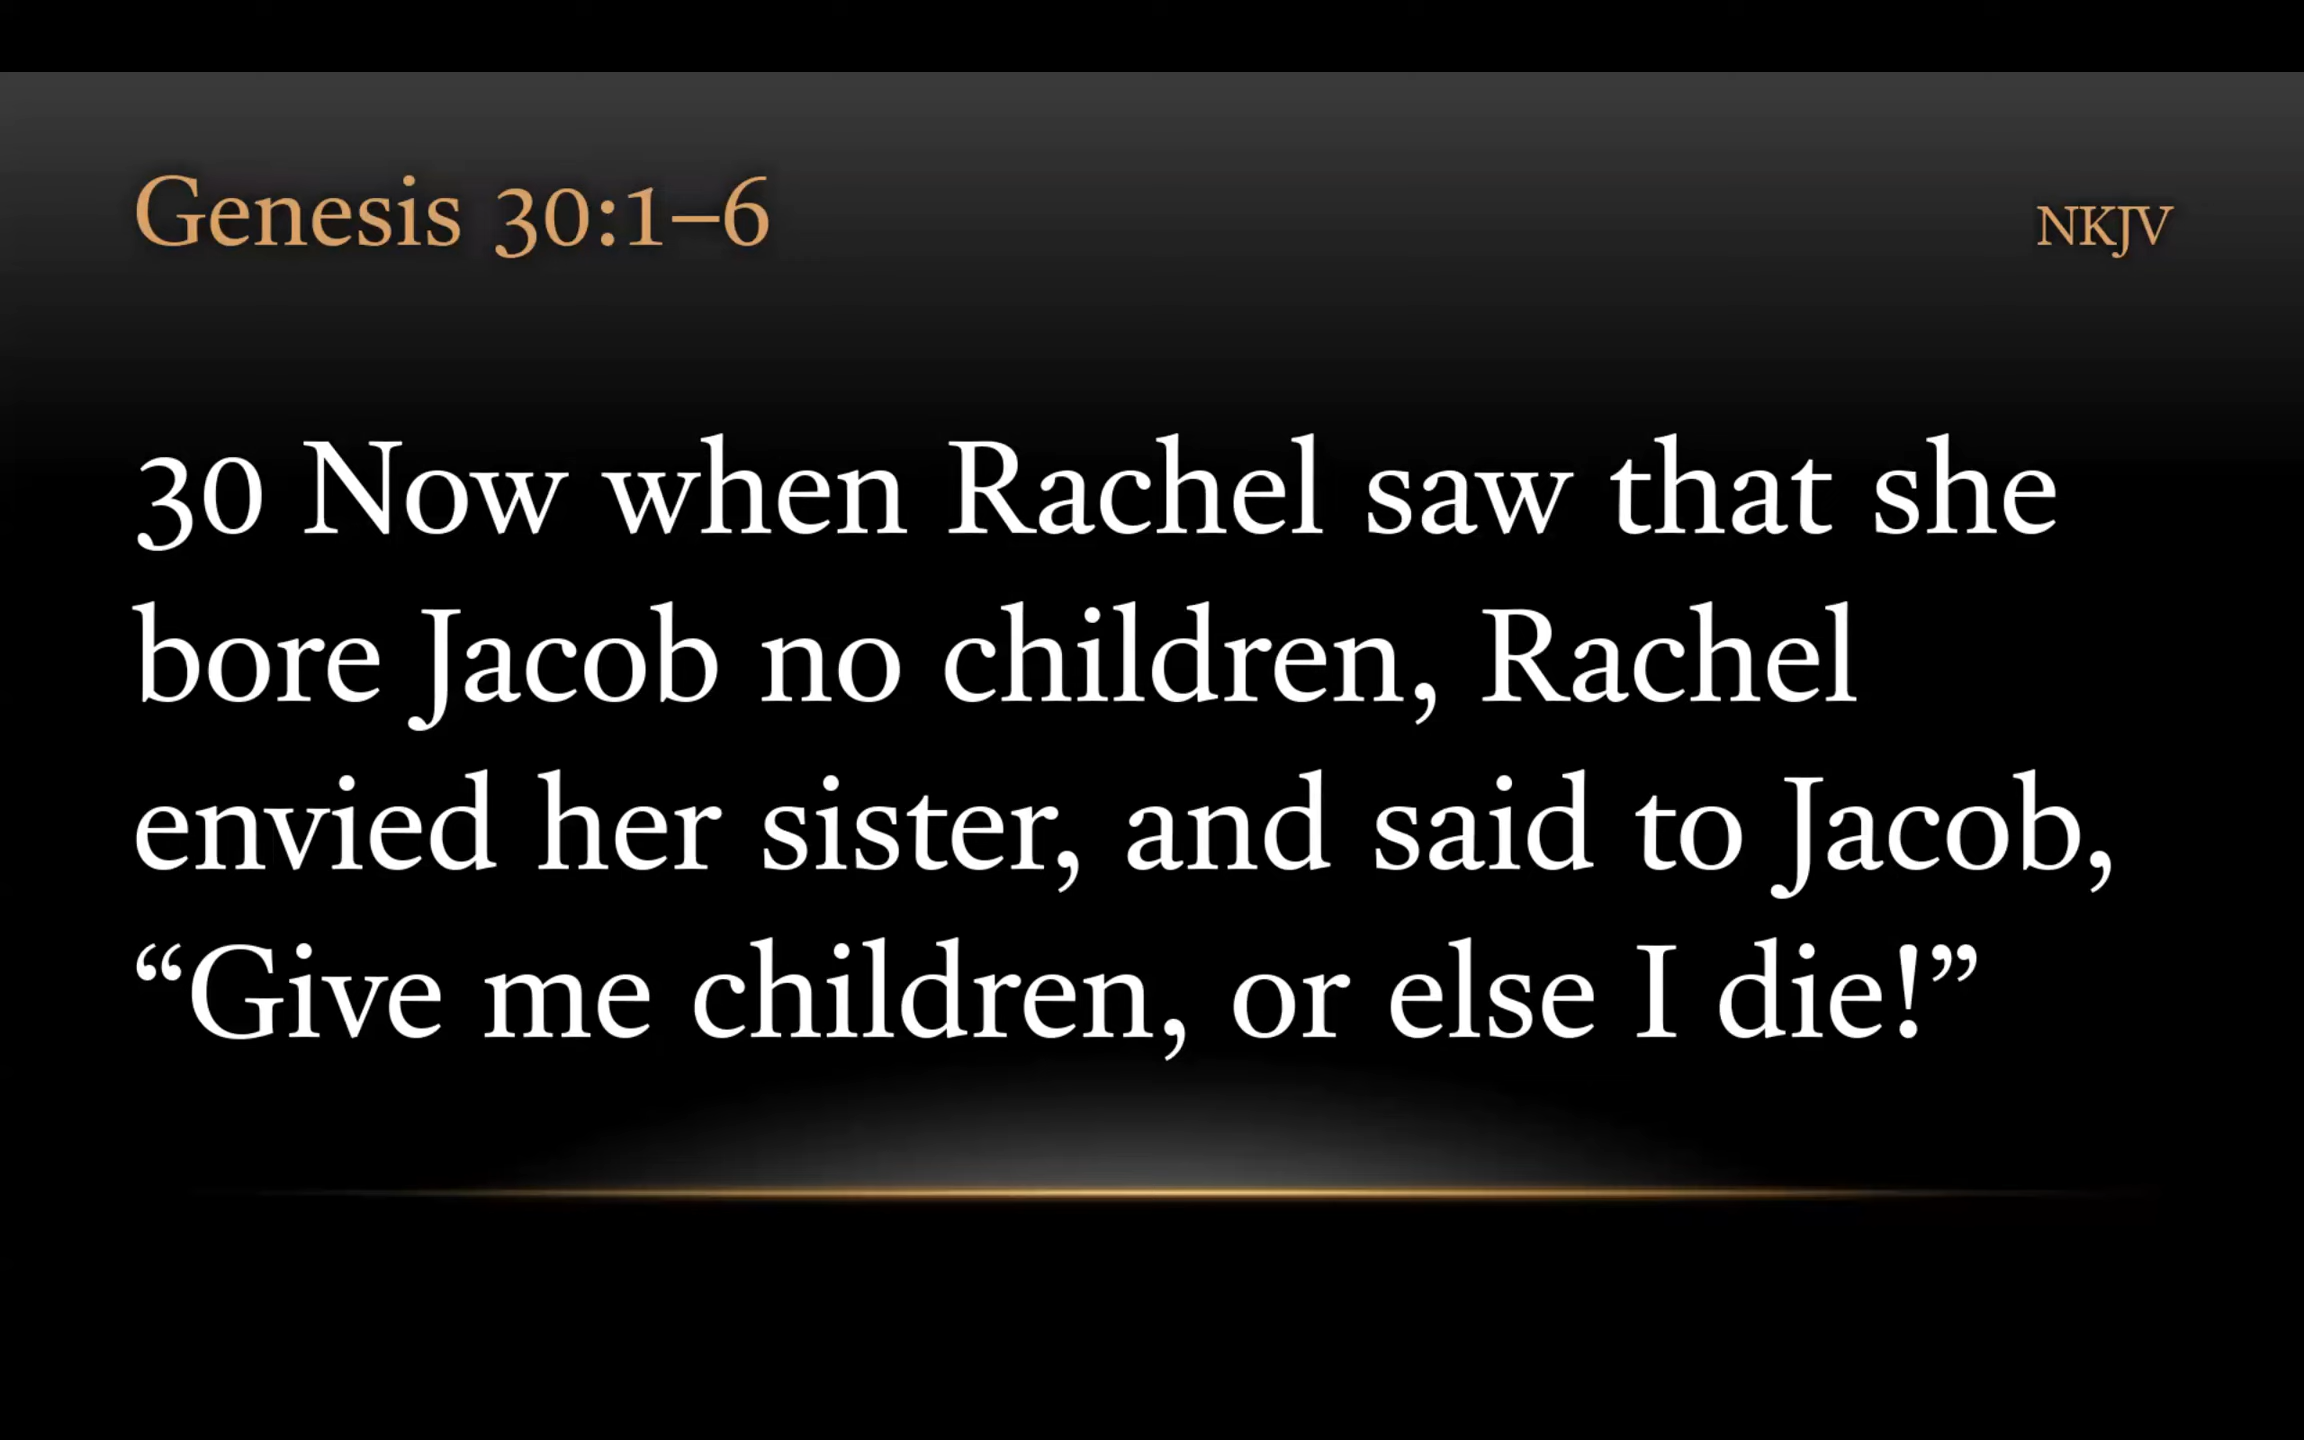 Genesis 30:1–6
NKJV
30 Now when Rachel saw that she
bore Jacob no children, Rachel
envied her sister, and said to Jacob,
“Give me children, or else I die!”